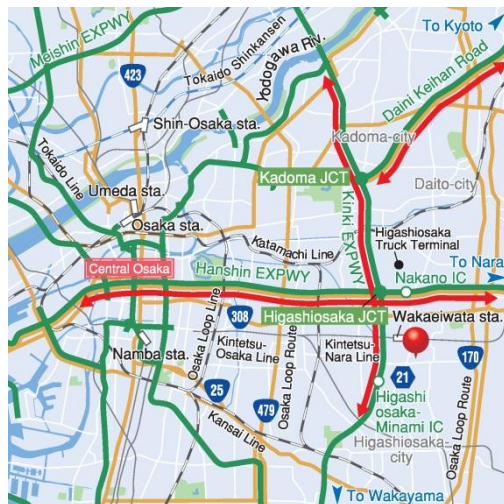 To Kyoto
Meishin EXPWY
423
Tokaido Shinkansen
Yodogawa Riv.
Daini Keihan Road
Shin-Osaka sta.
Kadoma-city
Tokaido Line
Kadoma JCT
Daito-city
Umeda sta.
Osaka sta.
Kinki EXPWY
Higashiosaka
Truck Terminal
Katamachi Line
To Nara
Central Osaka
Hanshin EXPWY
Nakano IC
308
Higashiosaka JCT
Wakaeiwata sta.
Namba sta.
Osaka Loop Line
Kintetsu-
Osaka Line
Osaka Loop Route
Kintetsu-
Nara Line
170
21
25
479
Kansai Line
Higashi
osaka-
Minami IC
Higashiosaka-
city
Osaka Loop Route
To Wakayama